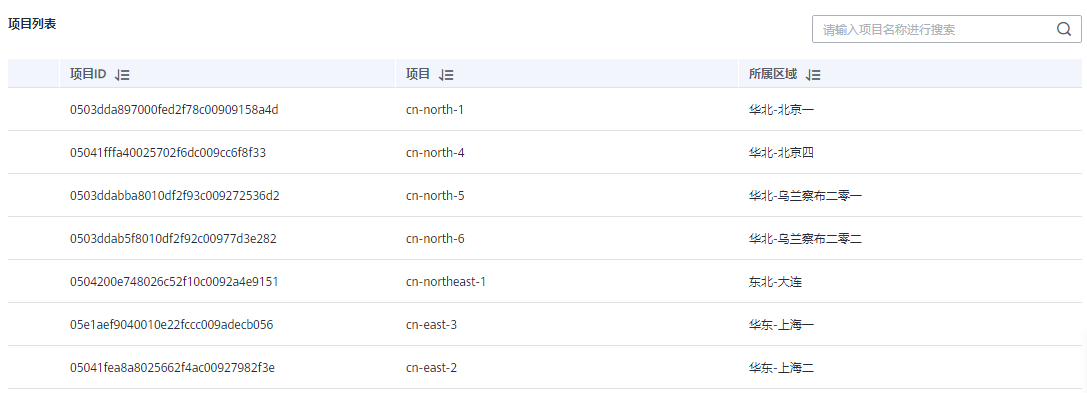 项目列表
请输入项目名称进行搜索
项目ID 项目 所属区域
0503dda897000fed2f78c00909158a4d cn-north-1 华北-北京一
05041fffa40025702f6dc009cc6f8f33 cn-north-4 华北-北京四
0503ddabba8010df2f93c009272536d2 cn-north-5 华北-乌兰察布二零一
0503ddab5f8010df2f92c00977d3e282 cn-north-6 华北-乌兰察布二零二
0504200e748026c52f10c0092a4e9151 cn-northeast-1 东北-大连
05e1aef9040010e22fccc009adecb056 cn-east-3 华东-上海一
05041fea8a8025662f4ac00927982f3e cn-east-2 华东-上海二